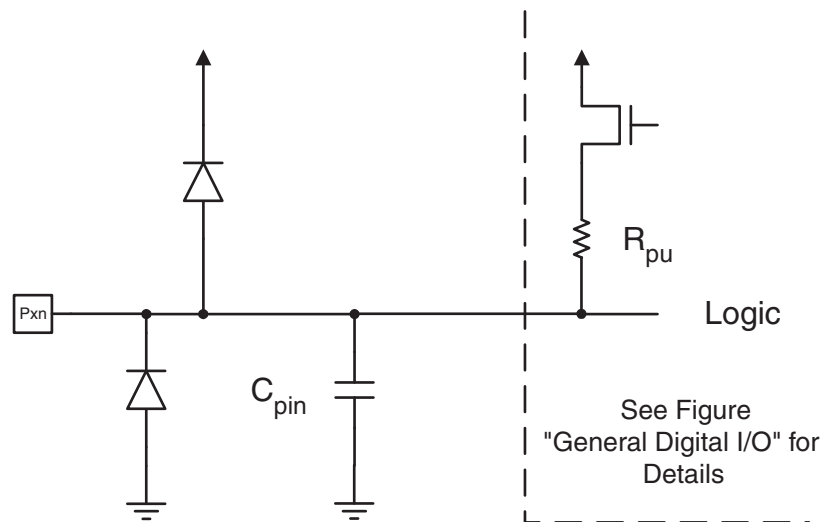 R_pu
Pxn
Logic
C_pin
See Figure
"General Digital I/O" for
Details